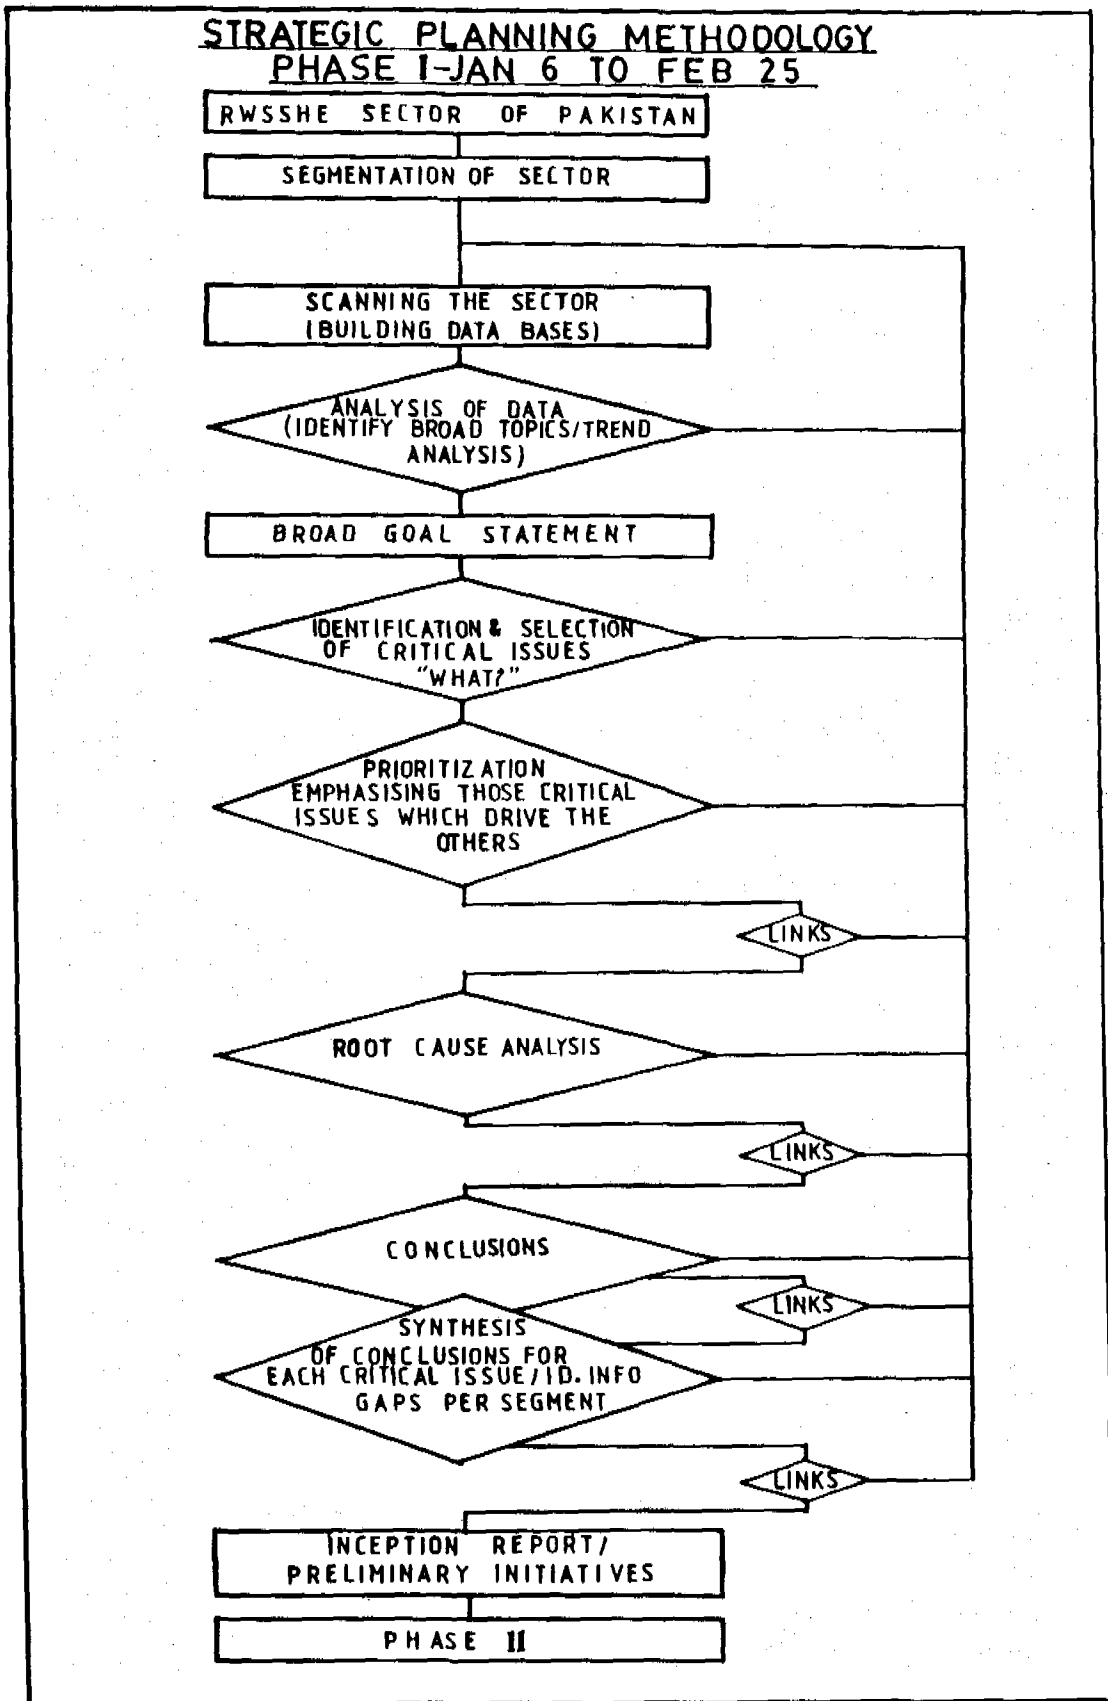 STRATEGIC PLANNING METHODOLOGY
PHASE I-JAN 6 TO FEB 25
RWSSHE SECTOR OF PAKISTAN
SEGMENTATION OF SECTOR
SCANNING THE SECTOR
(BUILDING DATA BASES)
ANALYSIS OF DATA
(IDENTIFY BROAD TOPICS/TREND
ANALYSIS)
BROAD GOAL STATEMENT
IDENTIFICATION & SELECTION
OF CRITICAL ISSUES
"WHAT?"
PRIORITIZATION
EMPHASISING THOSE CRITICAL
ISSUES WHICH DRIVE THE
OTHERS
LINKS
ROOT CAUSE ANALYSIS
LINKS
CONCLUSIONS
LINKS
SYNTHESIS
OF CONCLUSIONS FOR
EACH CRITICAL ISSUE/ID.INFO
GAPS PER SEGMENT
LINKS
INCEPTION REPORT/
PRELIMINARY INITIATIVES
PHASE II